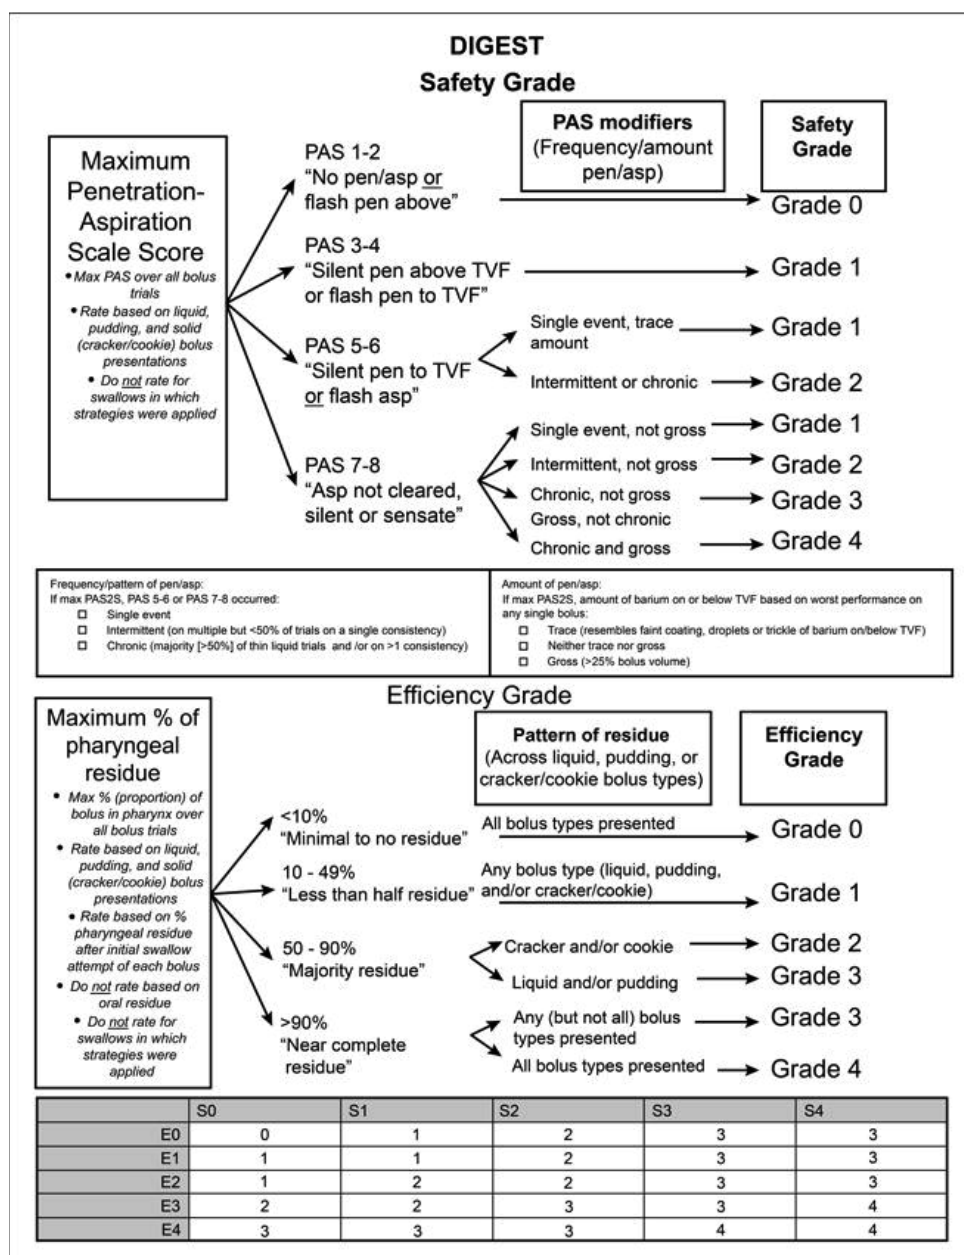 DIGEST
Safety Grade
Maximum
Penetration-
Aspiration
Scale Score
• Max PAS over all bolus
trials
• Rate based on liquid,
pudding, and solid
(cracker/cookie) bolus
presentations
• Do not rate for
swallows in which
strategies were applied
PAS modifiers
(Frequency/amount
pen/asp)
Safety
Grade
PAS 1-2
“No pen/asp or
flash pen above”
Grade 0
PAS 3-4
“Silent pen above TVF
or flash pen to TVF”
Grade 1
PAS 5-6
“Silent pen to TVF
or flash asp”
Single event, trace
amount
Grade 1
Intermittent or chronic
Grade 2
PAS 7-8
“Asp not cleared,
silent or sensate”
Single event, not gross
Grade 1
Intermittent, not gross
Grade 2
Chronic, not gross
Grade 3
Gross, not chronic
Chronic and gross
Grade 4
Frequency/pattern of pen/asp:
If max PAS2S, PAS 5-6 or PAS 7-8 occurred:
☐ Single event
☐ Intermittent (on multiple but <50% of trials on a single consistency)
☐ Chronic (majority [>50%] of thin liquid trials and /or on >1 consistency)
Amount of pen/asp:
If max PAS2S, amount of barium on or below TVF based on worst performance on
any single bolus:
☐ Trace (resembles faint coating, droplets or trickle of barium on/below TVF)
☐ Neither trace nor gross
☐ Gross (>25% bolus volume)
Efficiency Grade
Maximum % of
pharyngeal
residue
• Max % (proportion) of
bolus in pharynx over
all bolus trials
• Rate based on liquid,
pudding, and solid
(cracker/cookie) bolus
presentations
• Rate based on %
pharyngeal residue
after initial swallow
attempt of each bolus
• Do not rate based on
oral residue
• Do not rate for
swallows in which
strategies were
applied
Pattern of residue
(Across liquid, pudding, or
cracker/cookie bolus types)
Efficiency
Grade
<10%
“Minimal to no residue”
All bolus types presented
Grade 0
10 - 49%
“Less than half residue”
Any bolus type (liquid, pudding,
and/or cracker/cookie)
Grade 1
50 - 90%
“Majority residue”
Cracker and/or cookie
Grade 2
Liquid and/or pudding
Grade 3
>90%
“Near complete
residue”
Any (but not all) bolus
types presented
Grade 3
All bolus types presented
Grade 4
S0 S1 S2 S3 S4
E0 0 1 2 3 3
E1 1 1 2 3 3
E2 1 2 2 3 3
E3 2 2 3 3 4
E4 3 3 3 4 4